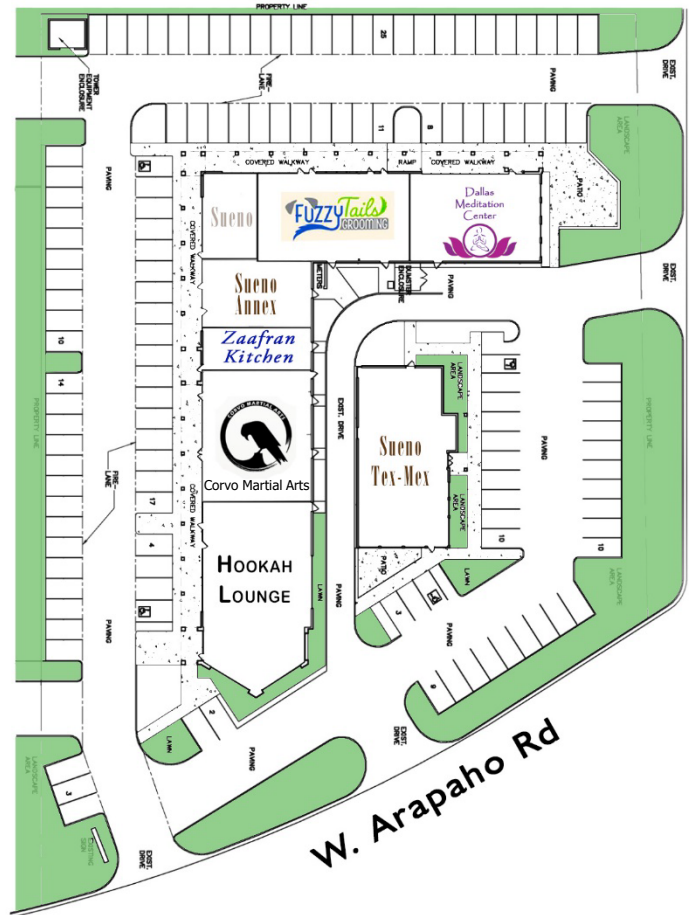 PROPERTY LINE
25
TOWER
EQUIPMENT
ENCLOSURE
FIRE-
LANE
PAVING
EXIST.
DRIVE
11
8
LANDSCAPE
AREA
PAVING
COVERED WALKWAY
RAMP
COVERED WALKWAY
PATIO
Sueno
FUZZYTails
GROOMING
Dallas
Meditation
Center
COVERED WALKWAY
Sueno
Annex
METERS
DUMSTER
ENCLOSURE
PAVING
EXIST.
DRIVE
10
14
Zaafran
Kitchen
PROPERTY LINE
EXIST. DRIVE
LANDSCAPE
AREA
PAVING
PROPERTY LINE
CORVO MARTIAL ARTS
Corvo Martial Arts
Sueno
Tex-Mex
FIRE-
LANE
17
COVERED WALKWAY
4
LANDSCAPE
AREA
10
10
LANDSCAPE
AREA
HOOKAH
LOUNGE
LAWN
PAVING
PATIO
LAWN
3
PAVING
PAVING
9
2
LAWN
PAVING
EXIST.
DRIVE
LANDSCAPE
AREA
3
W. Arapaho Rd
EXISTING
SIGN
EXIST.
DRIVE